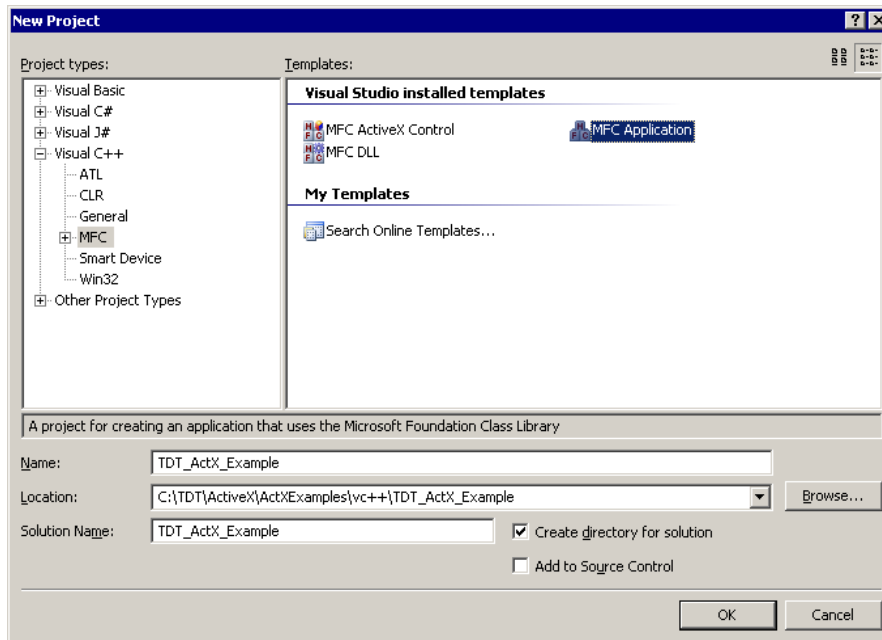 New Project
Project types:
Templates:
Visual Basic
Visual C#
Visual J#
Visual C++
ATL
CLR
General
MFC
Smart Device
Win32
Other Project Types
Visual Studio installed templates
MFC ActiveX Control
MFC Application
MFC DLL
My Templates
Search Online Templates...
A project for creating an application that uses the Microsoft Foundation Class Library
Name:
TDT_ActX_Example
Location:
C:\TDT\ActiveX\ActXExamples\vc++\TDT_ActX_Example
Browse...
Solution Name:
TDT_ActX_Example
Create directory for solution
Add to Source Control
OK
Cancel